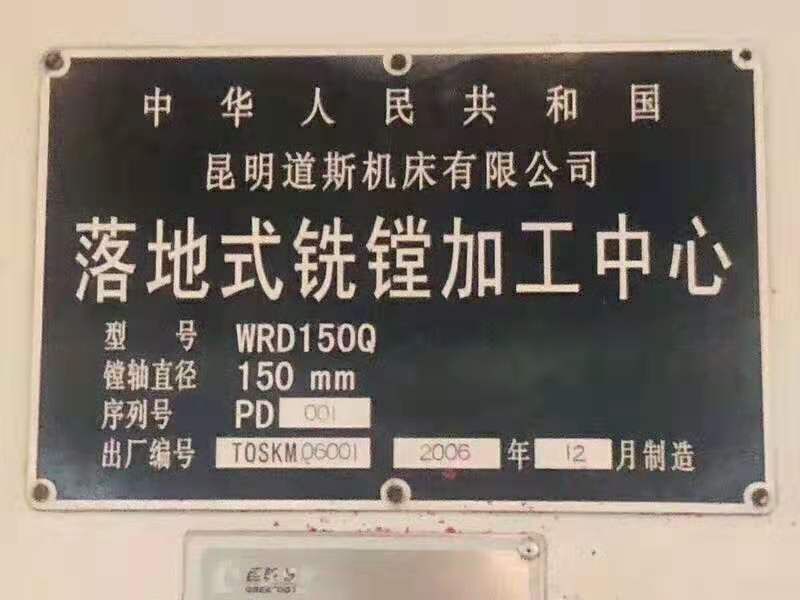 中华人民共和国
昆明道斯机床有限公司
落地式铣镗加工中心
型 号 WRD150Q
镗轴直径 150 mm
序列号 PD 001
出厂编号 TOSKM06001 2006 年 12 月制造